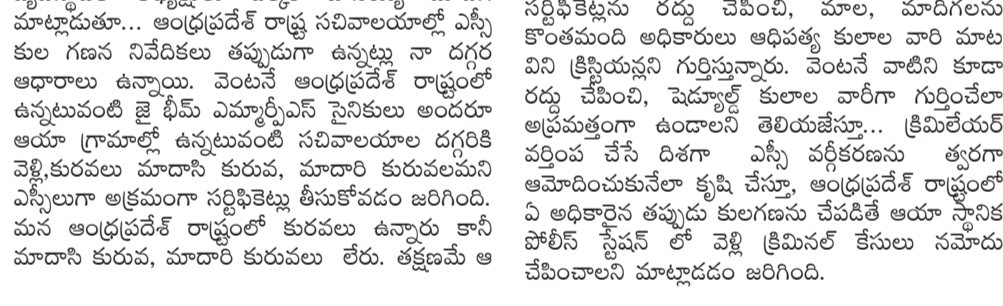 మాట్లాడుతూ... ఆంధ్రప్రదేశ్ రాష్ట్ర సచివాలయాల్లో ఎస్సీ
కుల గణన నివేదికలు తప్పుడుగా ఉన్నట్లు నా దగ్గర
ఆధారాలు ఉన్నాయి. వెంటనే ఆంధ్రప్రదేశ్ రాష్ట్రంలో
ఉన్నటువంటి జై భీమ్ ఎమ్మార్పీఎస్ సైనికులు అందరూ
ఆయా గ్రామాల్లో ఉన్నటువంటి సచివాలయాల దగ్గరికి
వెళ్లి,కురవలు మాదాసి కురువ, మాదారి కురువలమని
ఎస్సీలుగా అక్రమంగా సర్టిఫికెట్లు తీసుకోవడం జరిగింది.
మన ఆంధ్రప్రదేశ్ రాష్ట్రంలో కురవలు ఉన్నారు కానీ
మాదాసి కురువ, మాదారి కురువలు లేరు. తక్షణమే ఆ
సర్టిఫికెట్లను రద్దు చేపించి, మాల, మాదిగలను
కొంతమంది అధికారులు ఆధిపత్య కులాల వారి మాట
విని క్రిస్టియన్లని గుర్తిస్తున్నారు. వెంటనే వాటిని కూడా
రద్దు చేపించి, షెడ్యూల్డ్ కులాల వారీగా గుర్తించేలా
అప్రమత్తంగా ఉండాలని తెలియజేస్తూ... క్రిమిలేయర్
వర్తింప చేసే దిశగా ఎస్సీ వర్గీకరణను త్వరగా
ఆమోదించుకునేలా కృషి చేస్తూ, ఆంధ్రప్రదేశ్ రాష్ట్రంలో
ఏ అధికారైన తప్పుడు కులగణను చేపడితే ఆయా స్థానిక
పోలీస్ స్టేషన్ లో వెళ్లి క్రిమినల్ కేసులు నమోదు
చేపించాలని మాట్లాడడం జరిగింది.